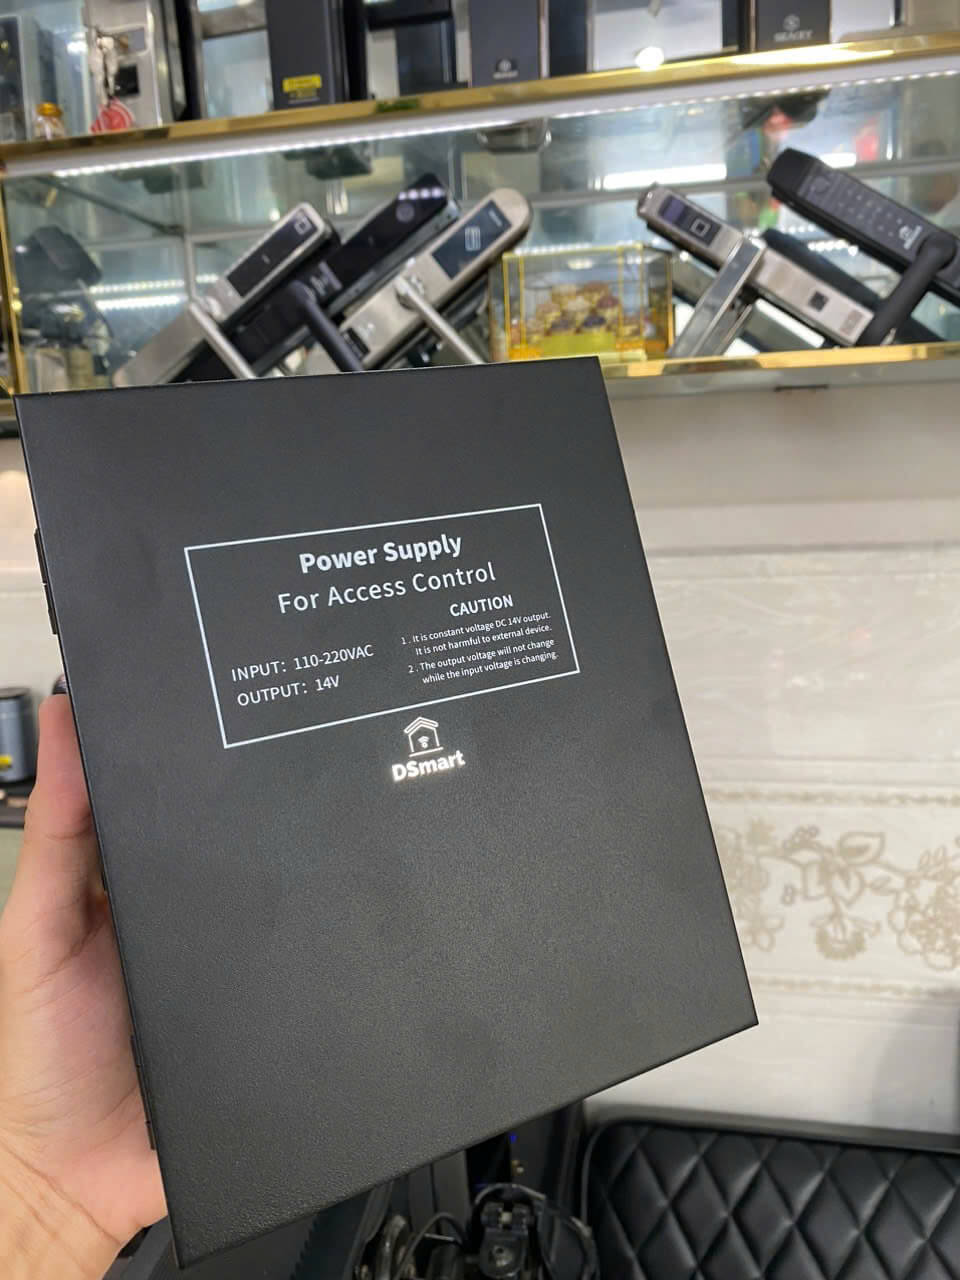 Power Supply
For Access Control
INPUT: 110-220VAC
OUTPUT: 14V
CAUTION
1 . It is constant voltage DC 14V output.
It is not harmful to external device.
2 . The output voltage will not change
while the input voltage is changing.
DSmart